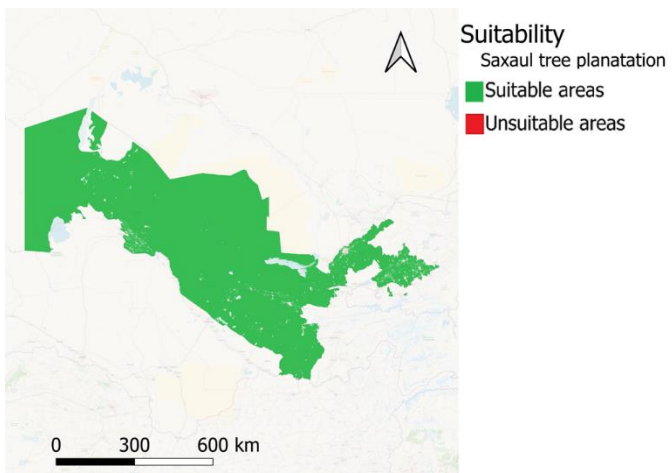 Suitability
Saxaul tree planatation
Suitable areas
Unsuitable areas
0 300 600 km